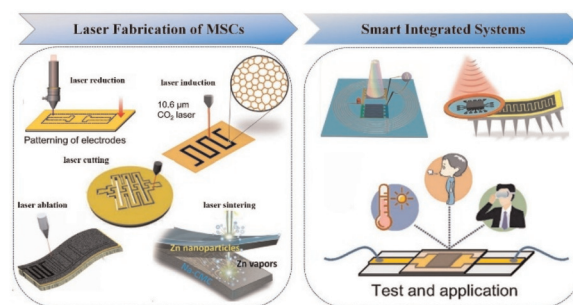 Laser Fabrication of MSCs
Smart Integrated Systems
laser reduction
Patterning of electrodes
laser induction
10.6 μm
CO₂ laser
laser cutting
laser ablation
laser sintering
Zn nanoparticles
Zn vapors
Test and application